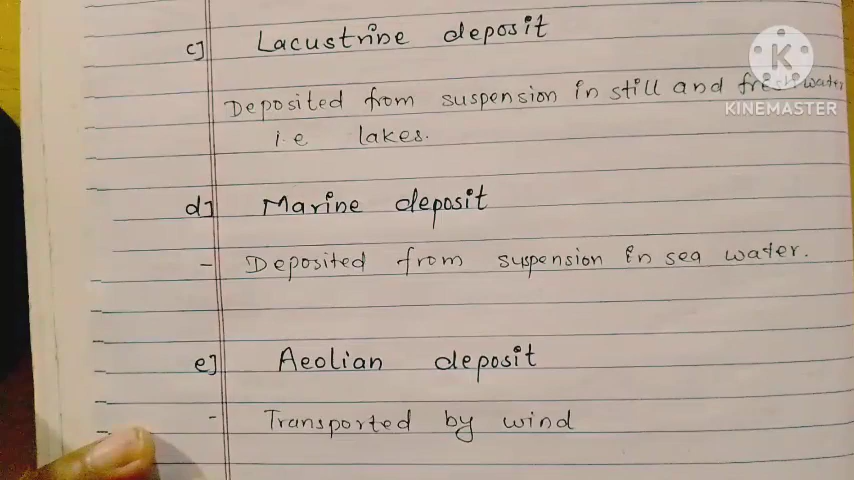 c] Lacustrine deposit
Deposited from suspension in still and fresh water
i.e lakes.
d] Marine deposit
- Deposited from suspension in sea water.
e] Aeolian deposit
- Transported by wind
K
KINEMASTER